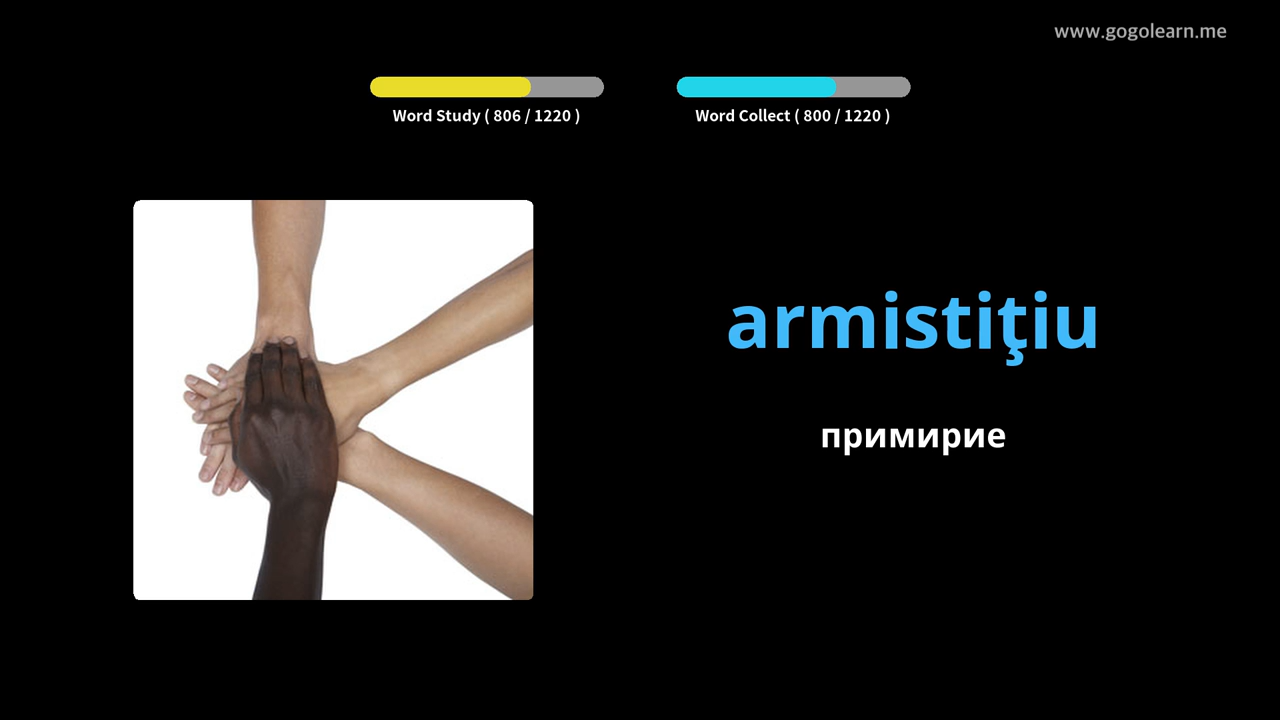 www.gogolearn.me
Word Study ( 806 / 1220 )
Word Collect ( 800 / 1220 )
armistiţiu
примирие